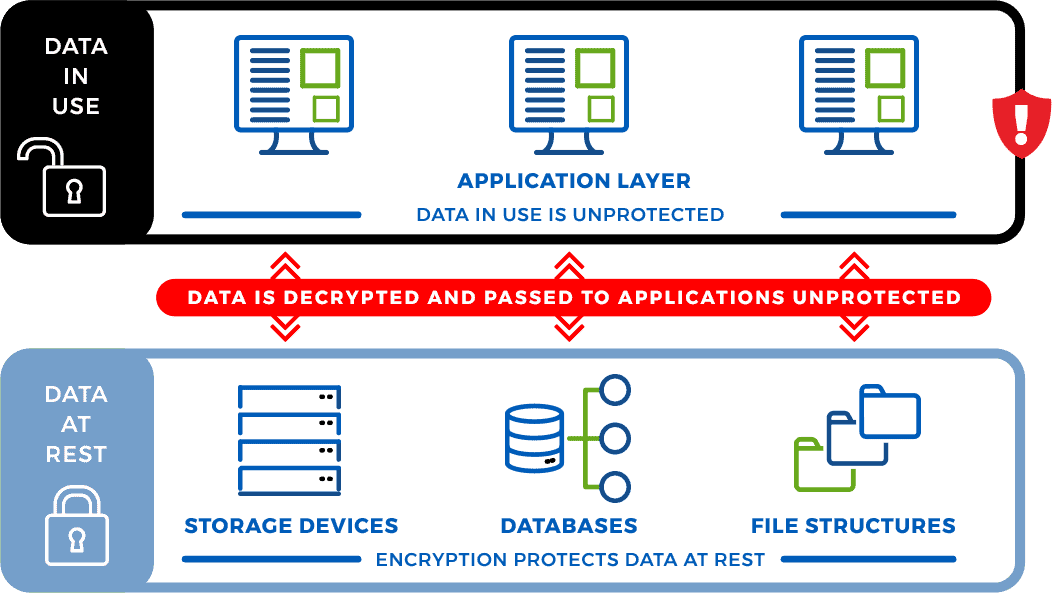 DATA
IN
USE
APPLICATION LAYER
DATA IN USE IS UNPROTECTED
DATA IS DECRYPTED AND PASSED TO APPLICATIONS UNPROTECTED
DATA
AT
REST
STORAGE DEVICES
DATABASES
FILE STRUCTURES
ENCRYPTION PROTECTS DATA AT REST